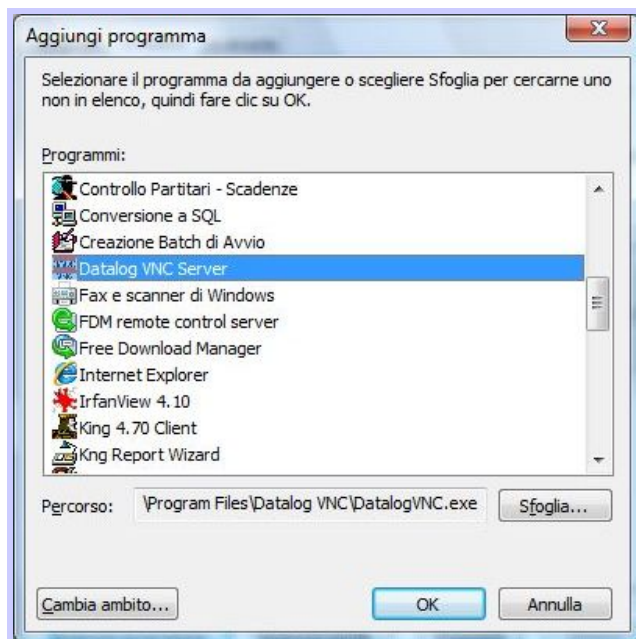 Aggiungi programma
Selezionare il programma da aggiungere o scegliere Sfoglia per cercarne uno
non in elenco, quindi fare clic su OK.
Programmi:
Controllo Partitari - Scadenze
Conversione a SQL
Creazione Batch di Avvio
Datalog VNC Server
Fax e scanner di Windows
FDM remote control server
Free Download Manager
Internet Explorer
IrfanView 4.10
King 4.70 Client
Kng Report Wizard
Percorso: \Program Files\Datalog VNC\DatalogVNC.exe Sfoglia...
Cambia ambito... OK Annulla